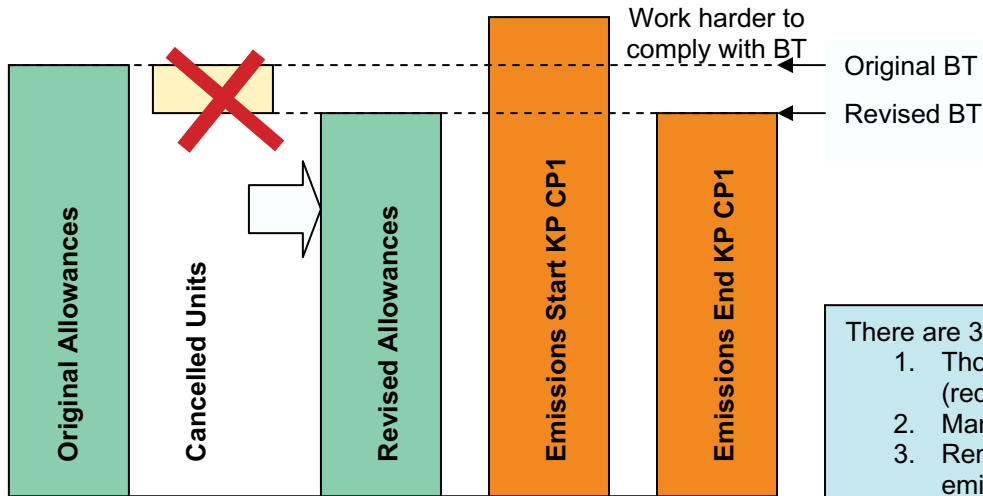 Work harder to
comply with BT
Original BT
Revised BT
Original Allowances
Cancelled Units
Revised Allowances
Emissions Start KP CP1
Emissions End KP CP1
There are 3
1.
2.
3.